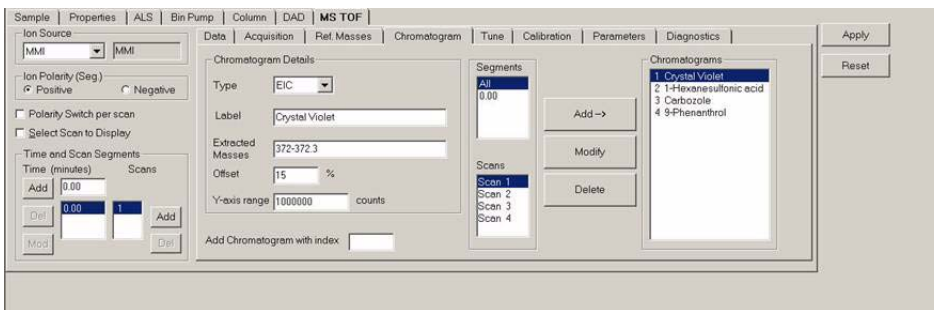 Sample Properties ALS Bin Pump Column DAD MS TOF
Ion Source
MMI MMI
Ion Polarity (Seg.)
Positive Negative
Polarity Switch per scan
Select Scan to Display
Time and Scan Segments
Time (minutes) Scans
Add 0.00
Del 0.00 1 Add
Mod Del
Data Acquisition Ref. Masses Chromatogram Tune Calibration Parameters Diagnostics
Chromatogram Details
Type EIC
Label Crystal Violet
Extracted
Masses 372-372.3
Offset 15 %
Y-axis range 1000000 counts
Add Chromatogram with index
Segments
All
0.00
Scans
Scan 1
Scan 2
Scan 3
Scan 4
Add -->
Modify
Delete
Chromatograms
1 Crystal Violet
2 1-Hexanesulfonic acid
3 Carbozole
4 9-Phenanthrol
Apply
Reset